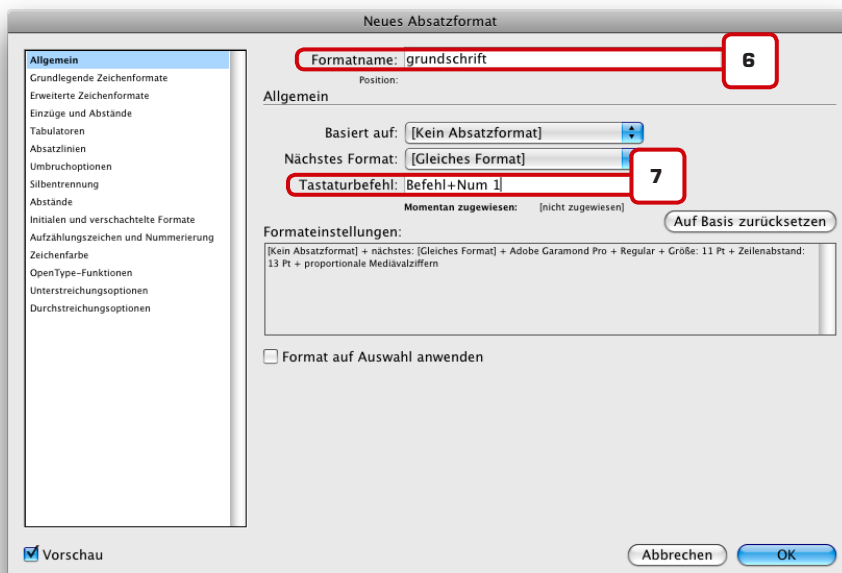 Neues Absatzformat
Allgemein
Grundlegende Zeichenformate
Erweiterte Zeichenformate
Einzüge und Abstände
Tabulatoren
Absatzlinien
Umbruchoptionen
Silbentrennung
Abstände
Initialen und verschachtelte Formate
Aufzählungszeichen und Nummerierung
Zeichenfarbe
OpenType-Funktionen
Unterstreichungsoptionen
Durchstreichungsoptionen
Formatname: grundschrift
6
Position:
Allgemein
Basiert auf: [Kein Absatzformat]
Nächstes Format: [Gleiches Format]
7
Tastaturbefehl: Befehl+Num 1
Momentan zugewiesen: [nicht zugewiesen]
Auf Basis zurücksetzen
Formateinstellungen:
[Kein Absatzformat] + nächstes: [Gleiches Format] + Adobe Garamond Pro + Regular + Größe: 11 Pt + Zeilenabstand:
13 Pt + proportionale Mediävalziffern
Format auf Auswahl anwenden
Vorschau
Abbrechen
OK